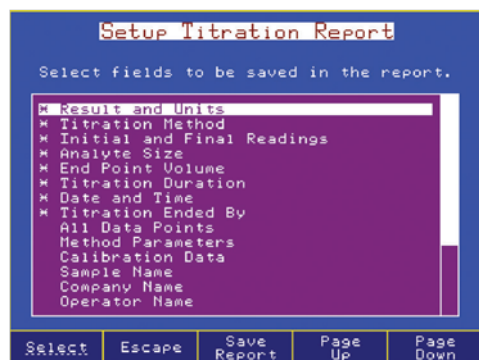 Setup Titration Report
Select fields to be saved in the report.
* Result and Units
* Titration Method
* Initial and Final Readings
* Analyte Size
* End Point Volume
* Titration Duration
* Date and Time
* Titration Ended By
All Data Points
Method Parameters
Calibration Data
Sample Name
Company Name
Operator Name
Select Escape Save Report Page Up Page Down